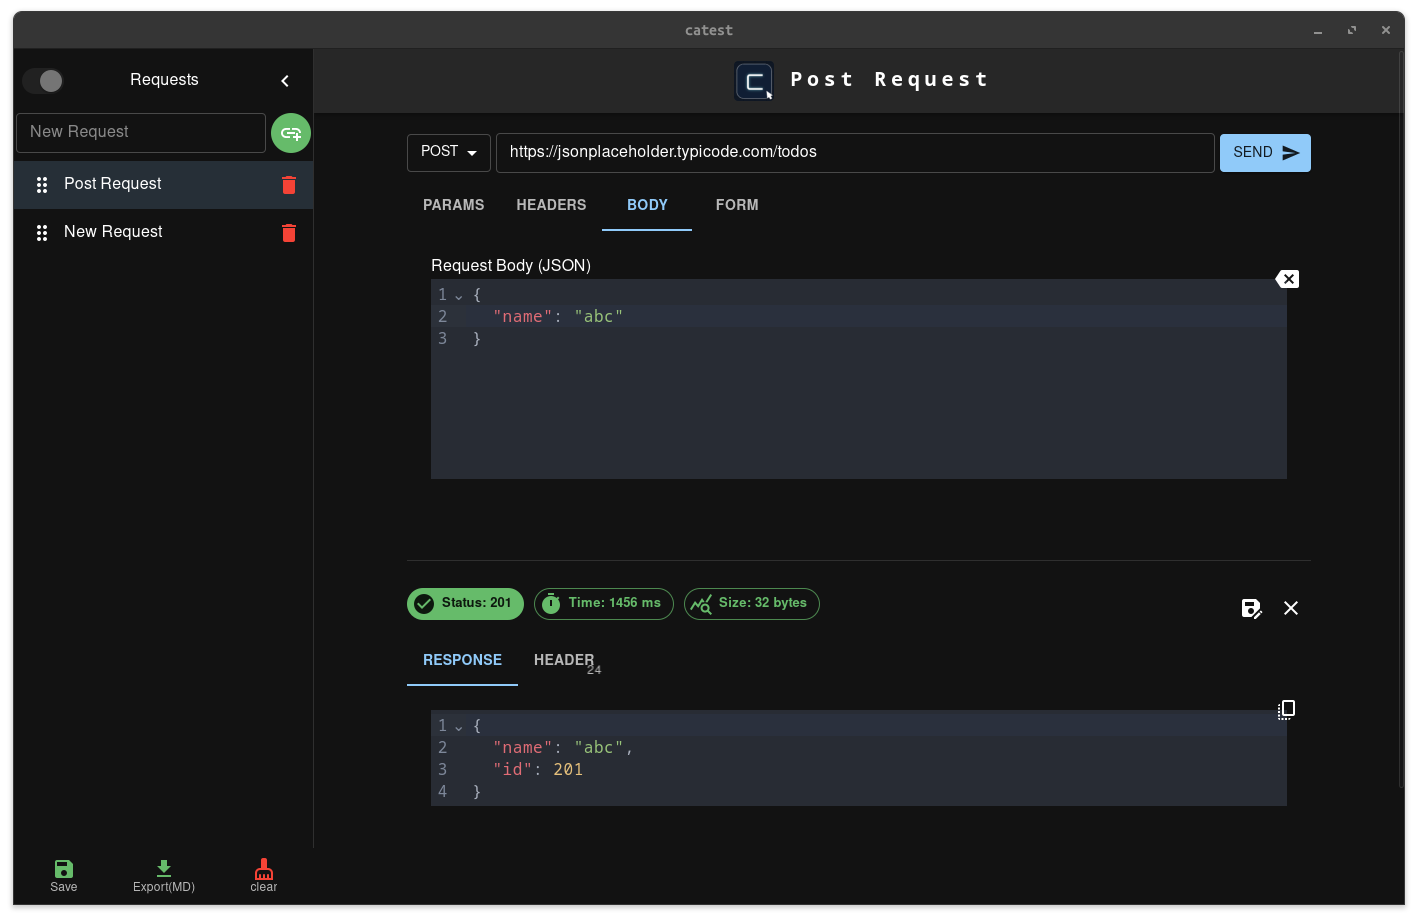 catest
Requests
Post Request
New Request
Post Request
New Request
POST
https://jsonplaceholder.typicode.com/todos
SEND
PARAMS HEADERS BODY FORM
Request Body (JSON)
1 {
2 "name": "abc"
3 }
Status: 201 Time: 1456 ms Size: 32 bytes
RESPONSE HEADER 24
1 {
2 "name": "abc",
3 "id": 201
4 }
Save Export(MD) clear